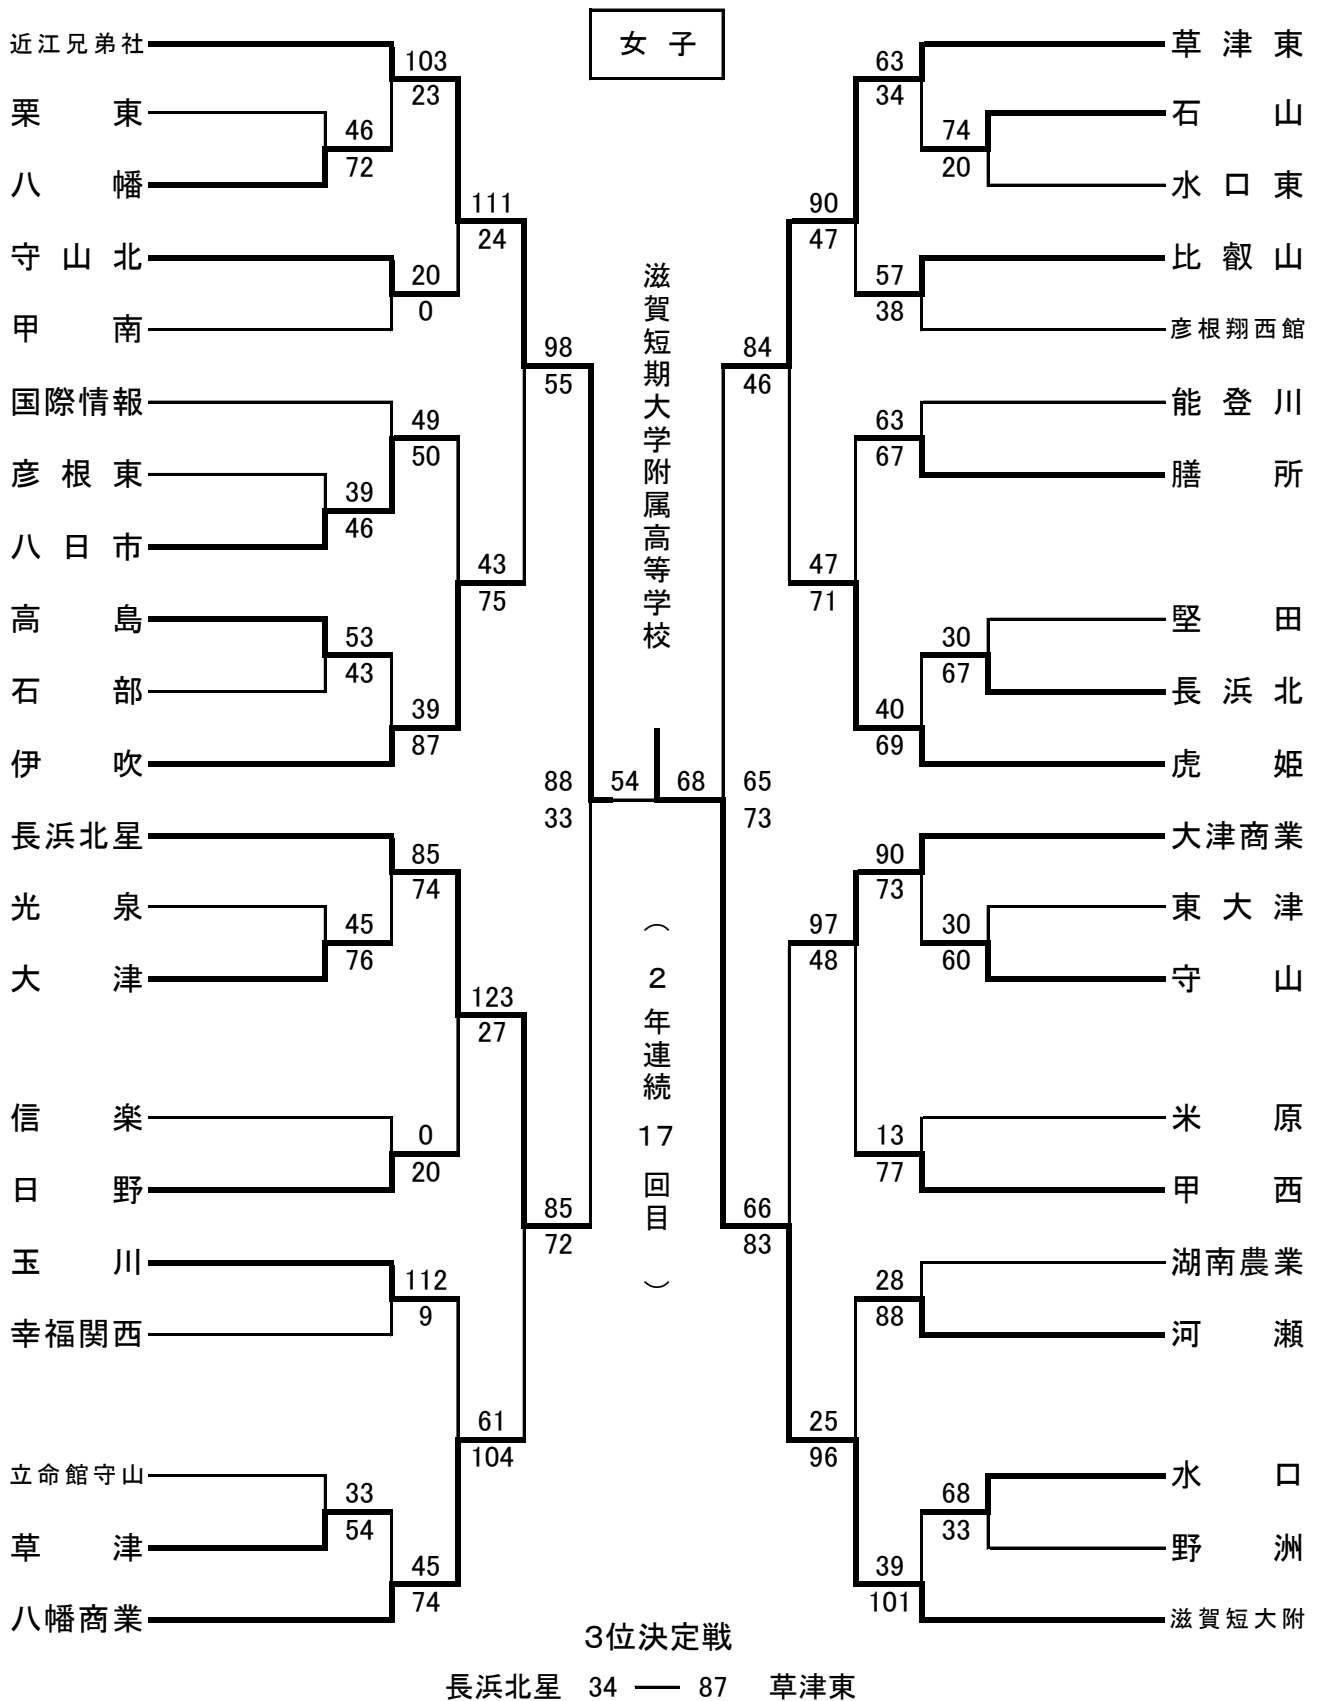 女子
近江兄弟社
103
23
栗東
46
72
八幡
111
24
守山北
20
0
甲南
98
55
国際情報
49
50
彦根東
39
46
八日市
43
75
高島
53
43
石部
39
87
伊吹
88
33
長浜北星
85
74
光泉
45
76
大津
123
27
信楽
0
20
日野
85
72
玉川
112
9
幸福関西
61
104
立命館守山
33
54
草津
45
74
八幡商業
滋賀短期大学附属高等学校
54 68
（2年連続17回目）
草津東
63
34
石山
74
20
水口東
90
47
比叡山
57
38
彦根翔西館
84
46
能登川
63
67
膳所
47
71
堅田
30
67
長浜北
40
69
虎姫
65
73
大津商業
90
73
東大津
30
60
守山
97
48
米原
13
77
甲西
66
83
湖南農業
28
88
河瀬
25
96
水口
68
33
野洲
39
101
滋賀短大附
3位決定戦
長浜北星 34 ― 87 草津東